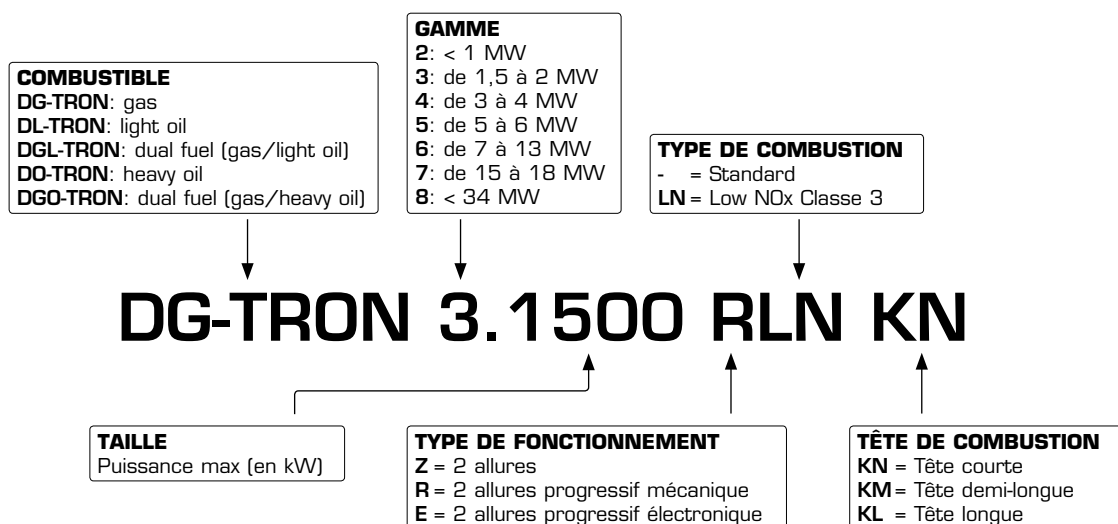 GAMME
2: < 1 MW
3: de 1,5 à 2 MW
4: de 3 à 4 MW
5: de 5 à 6 MW
6: de 7 à 13 MW
7: de 15 à 18 MW
8: < 34 MW
COMBUSTIBLE
DG-TRON: gas
DL-TRON: light oil
DGL-TRON: dual fuel (gas/light oil)
DO-TRON: heavy oil
DGO-TRON: dual fuel (gas/heavy oil)
TYPE DE COMBUSTION
- = Standard
LN = Low NOx Classe 3
DG-TRON 3.1500 RLN KN
TAILLE
Puissance max (en kW)
TYPE DE FONCTIONNEMENT
Z = 2 allures
R = 2 allures progressif mécanique
E = 2 allures progressif électronique
TÊTE DE COMBUSTION
KN = Tête courte
KM = Tête demi-longue
KL = Tête longue